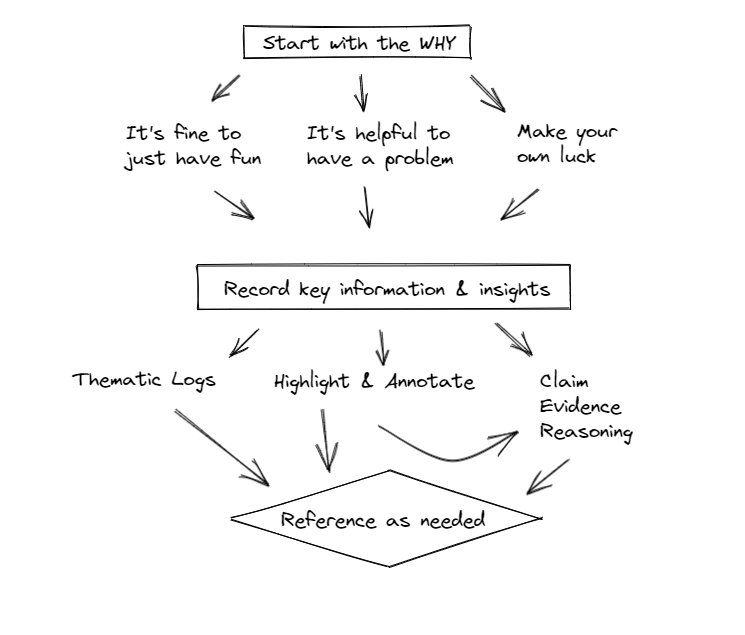 Start with the WHY
It's fine to
just have fun
It's helpful to
have a problem
Make your
own luck
Record key information & insights
Thematic Logs
Highlight & Annotate
Claim
Evidence
Reasoning
Reference as needed